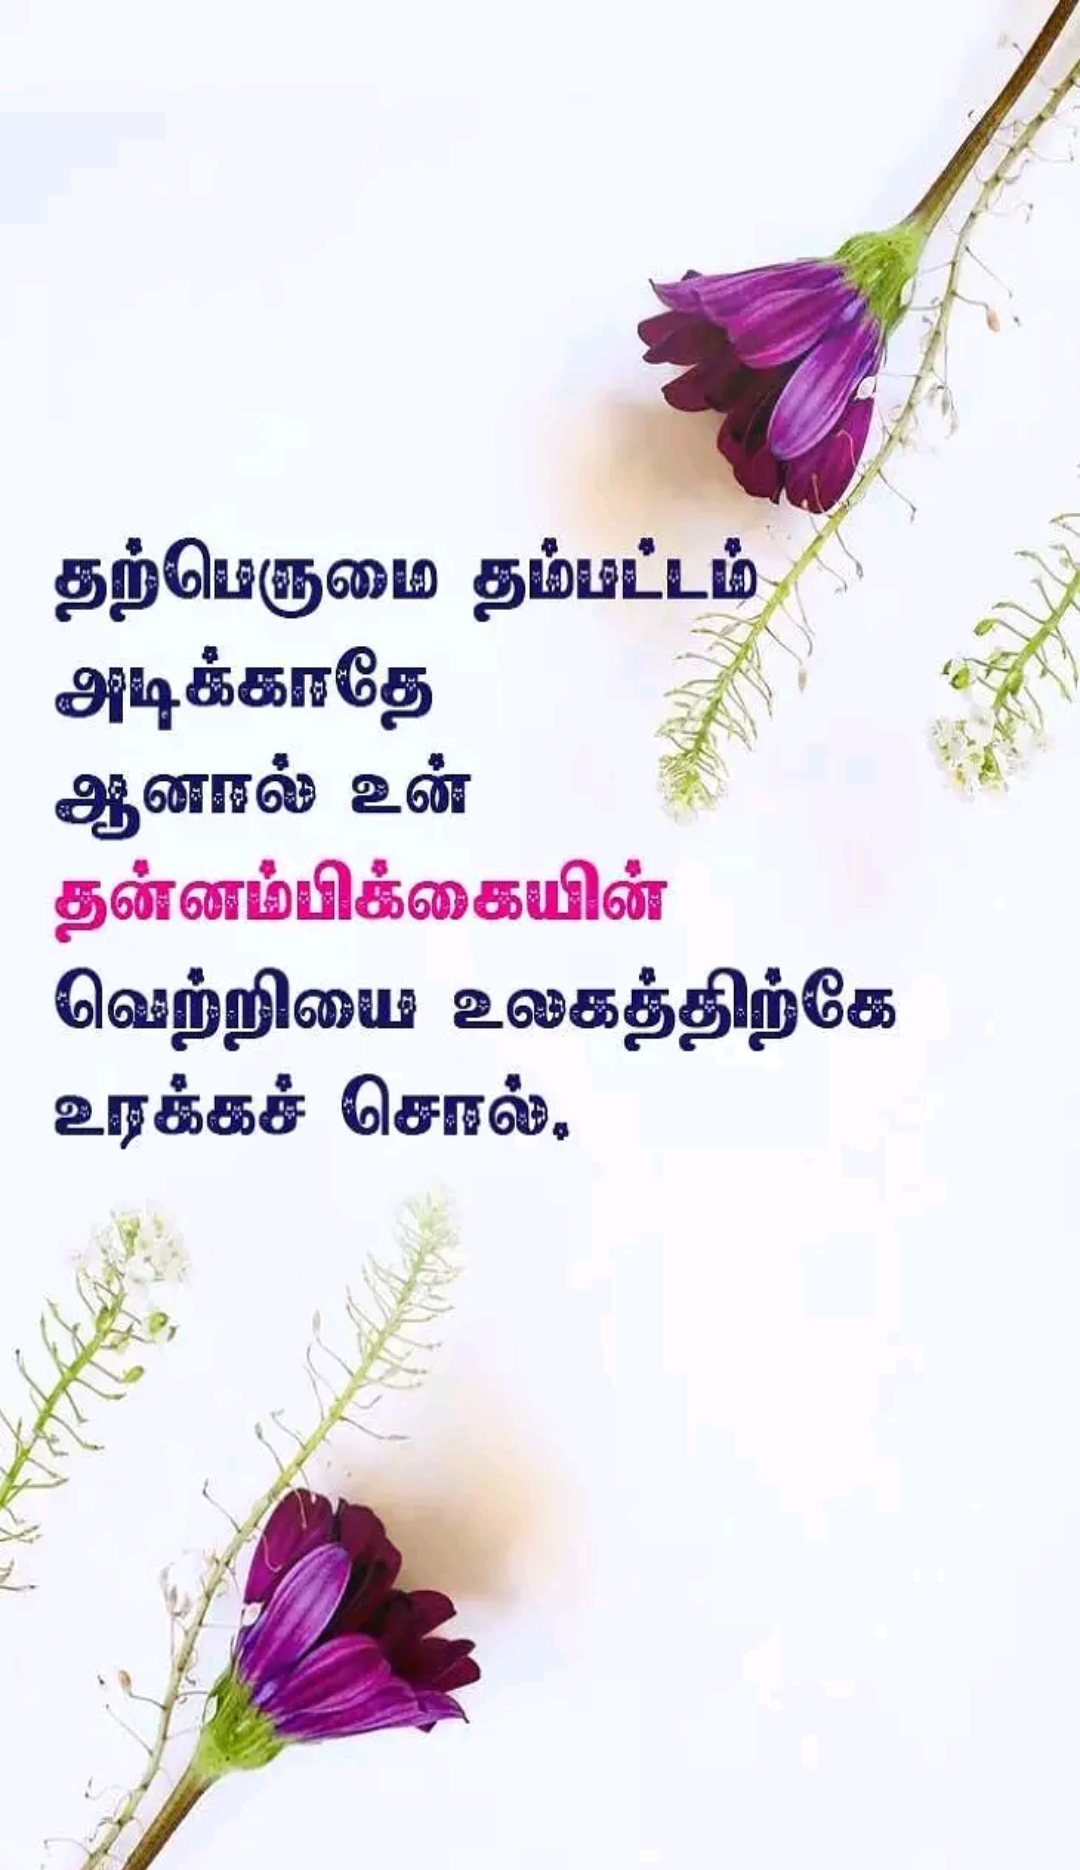 தற்பெருமை தம்பட்டம்
அடிக்காதே
ஆனால் உன்
தன்னம்பிக்கையின்
வெற்றியை உலகத்திற்கே
உரக்கச் சொல்.